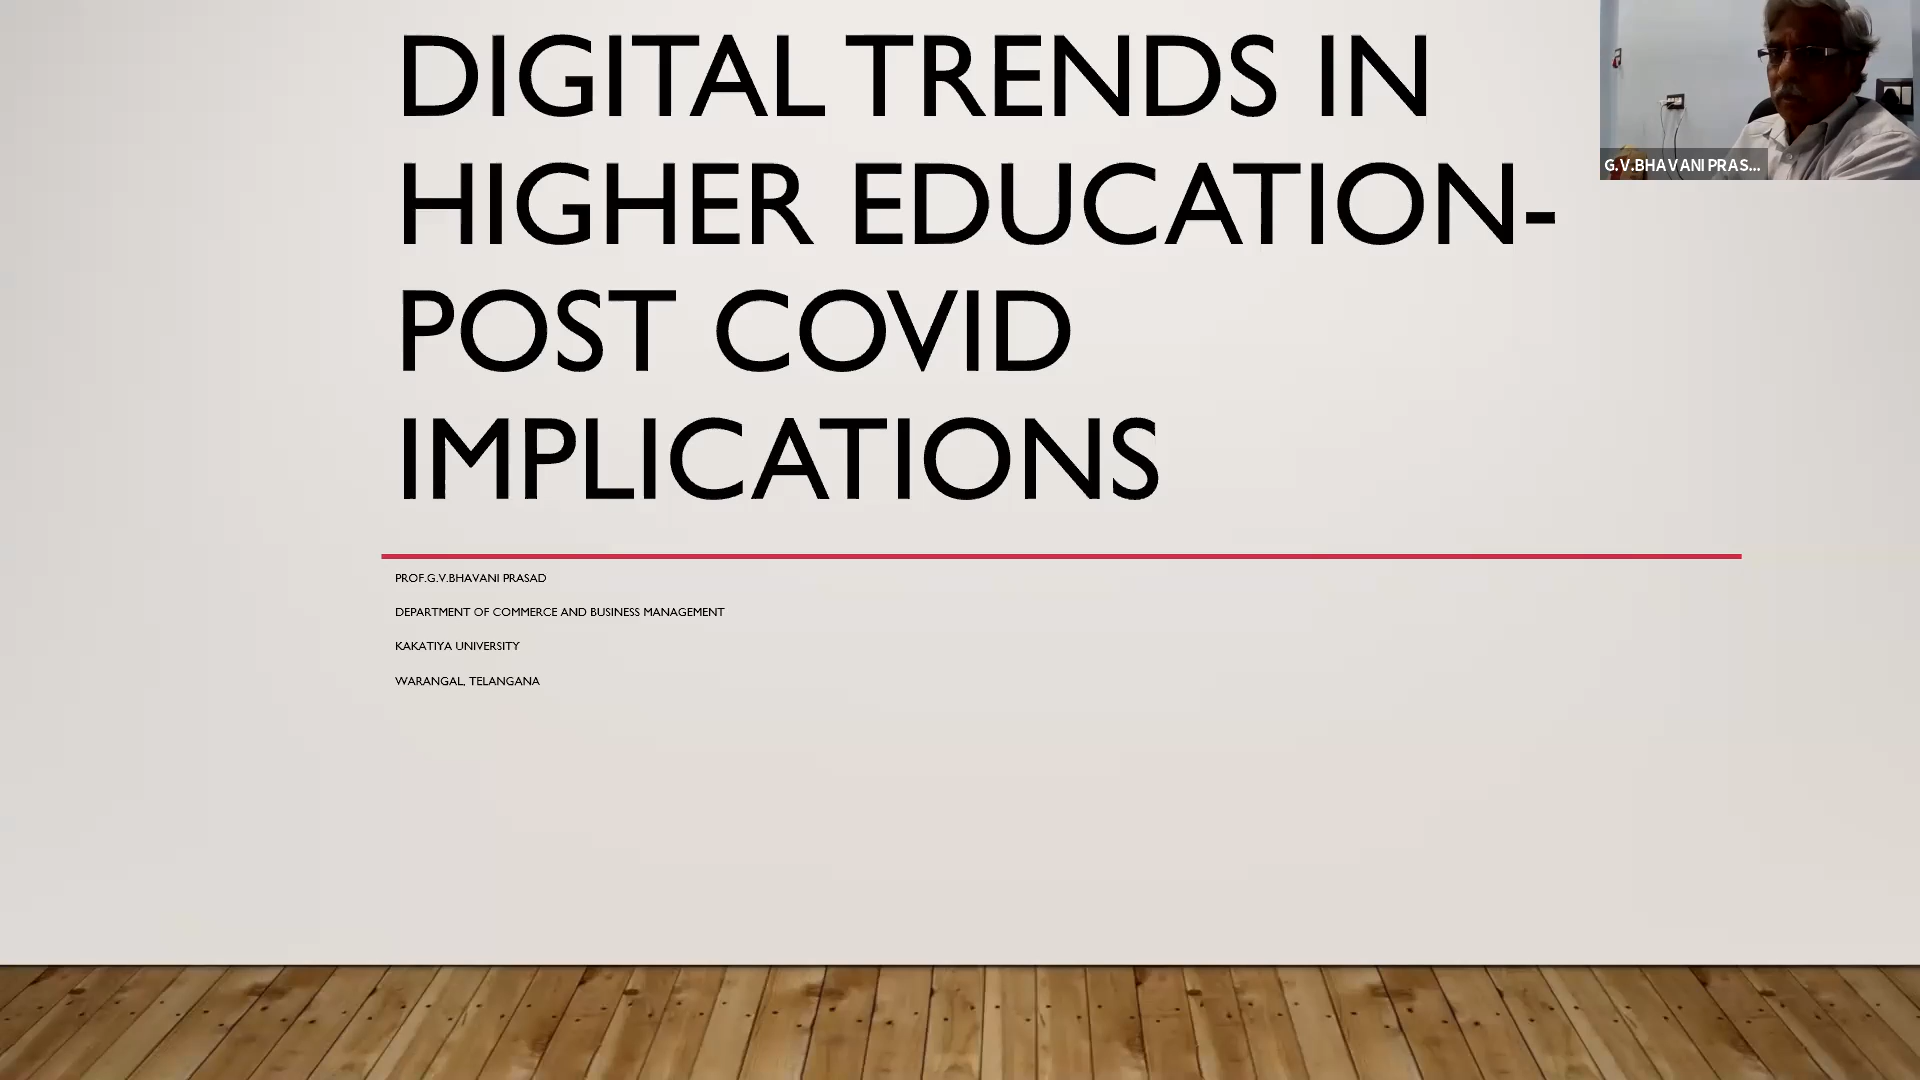 DIGITAL TRENDS IN
HIGHER EDUCATION-
POST COVID
IMPLICATIONS
G.V.BHAVANI PRAS...
PROF.G.V.BHAVANI PRASAD
DEPARTMENT OF COMMERCE AND BUSINESS MANAGEMENT
KAKATIYA UNIVERSITY
WARANGAL, TELANGANA